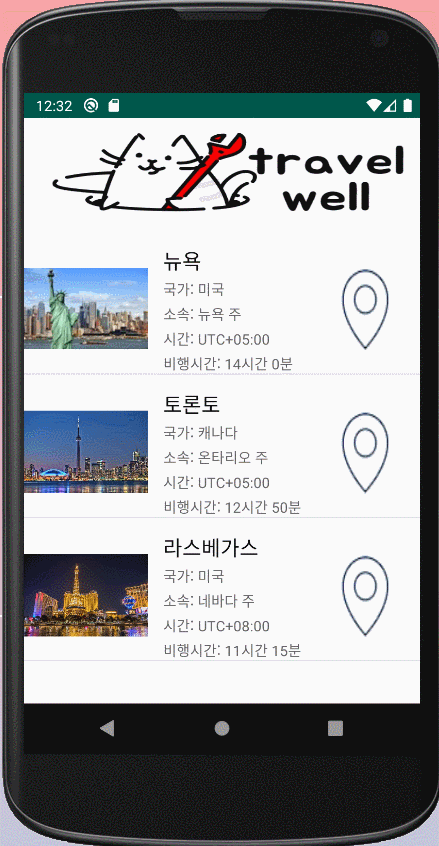 12:32
travel
well
뉴욕
국가: 미국
소속: 뉴욕 주
시간: UTC+05:00
비행시간: 14시간 0분
토론토
국가: 캐나다
소속: 온타리오 주
시간: UTC+05:00
비행시간: 12시간 50분
라스베가스
국가: 미국
소속: 네바다 주
시간: UTC+08:00
비행시간: 11시간 15분